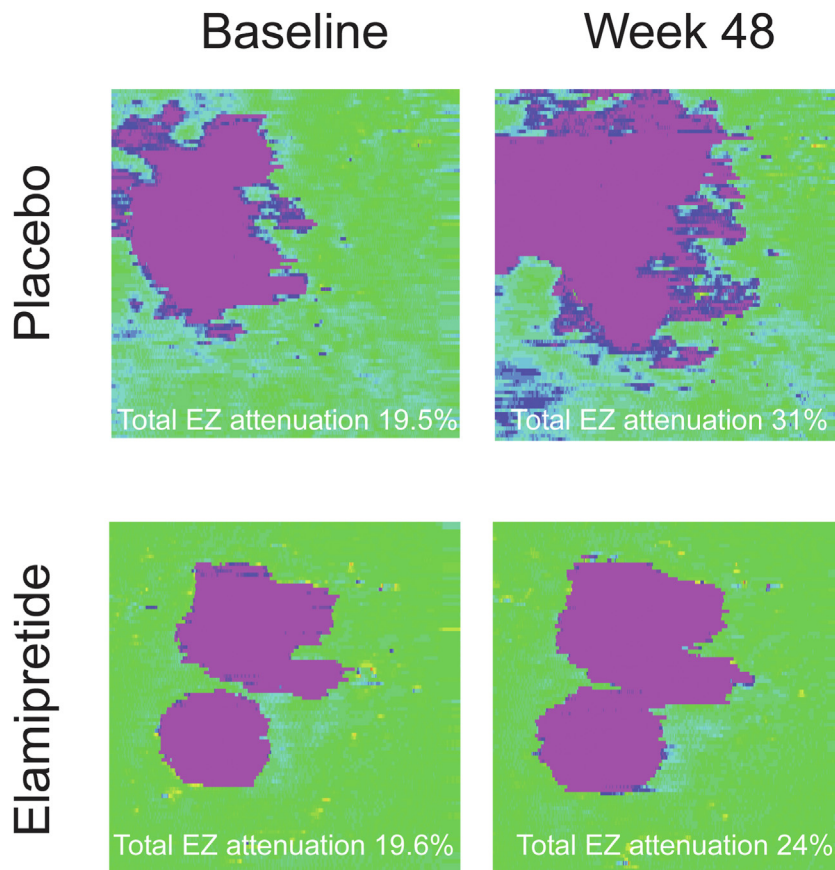 Baseline
Week 48
Placebo
Total EZ attenuation 19.5%
Total EZ attenuation 31%
Elamipretide
Total EZ attenuation 19.6%
Total EZ attenuation 24%